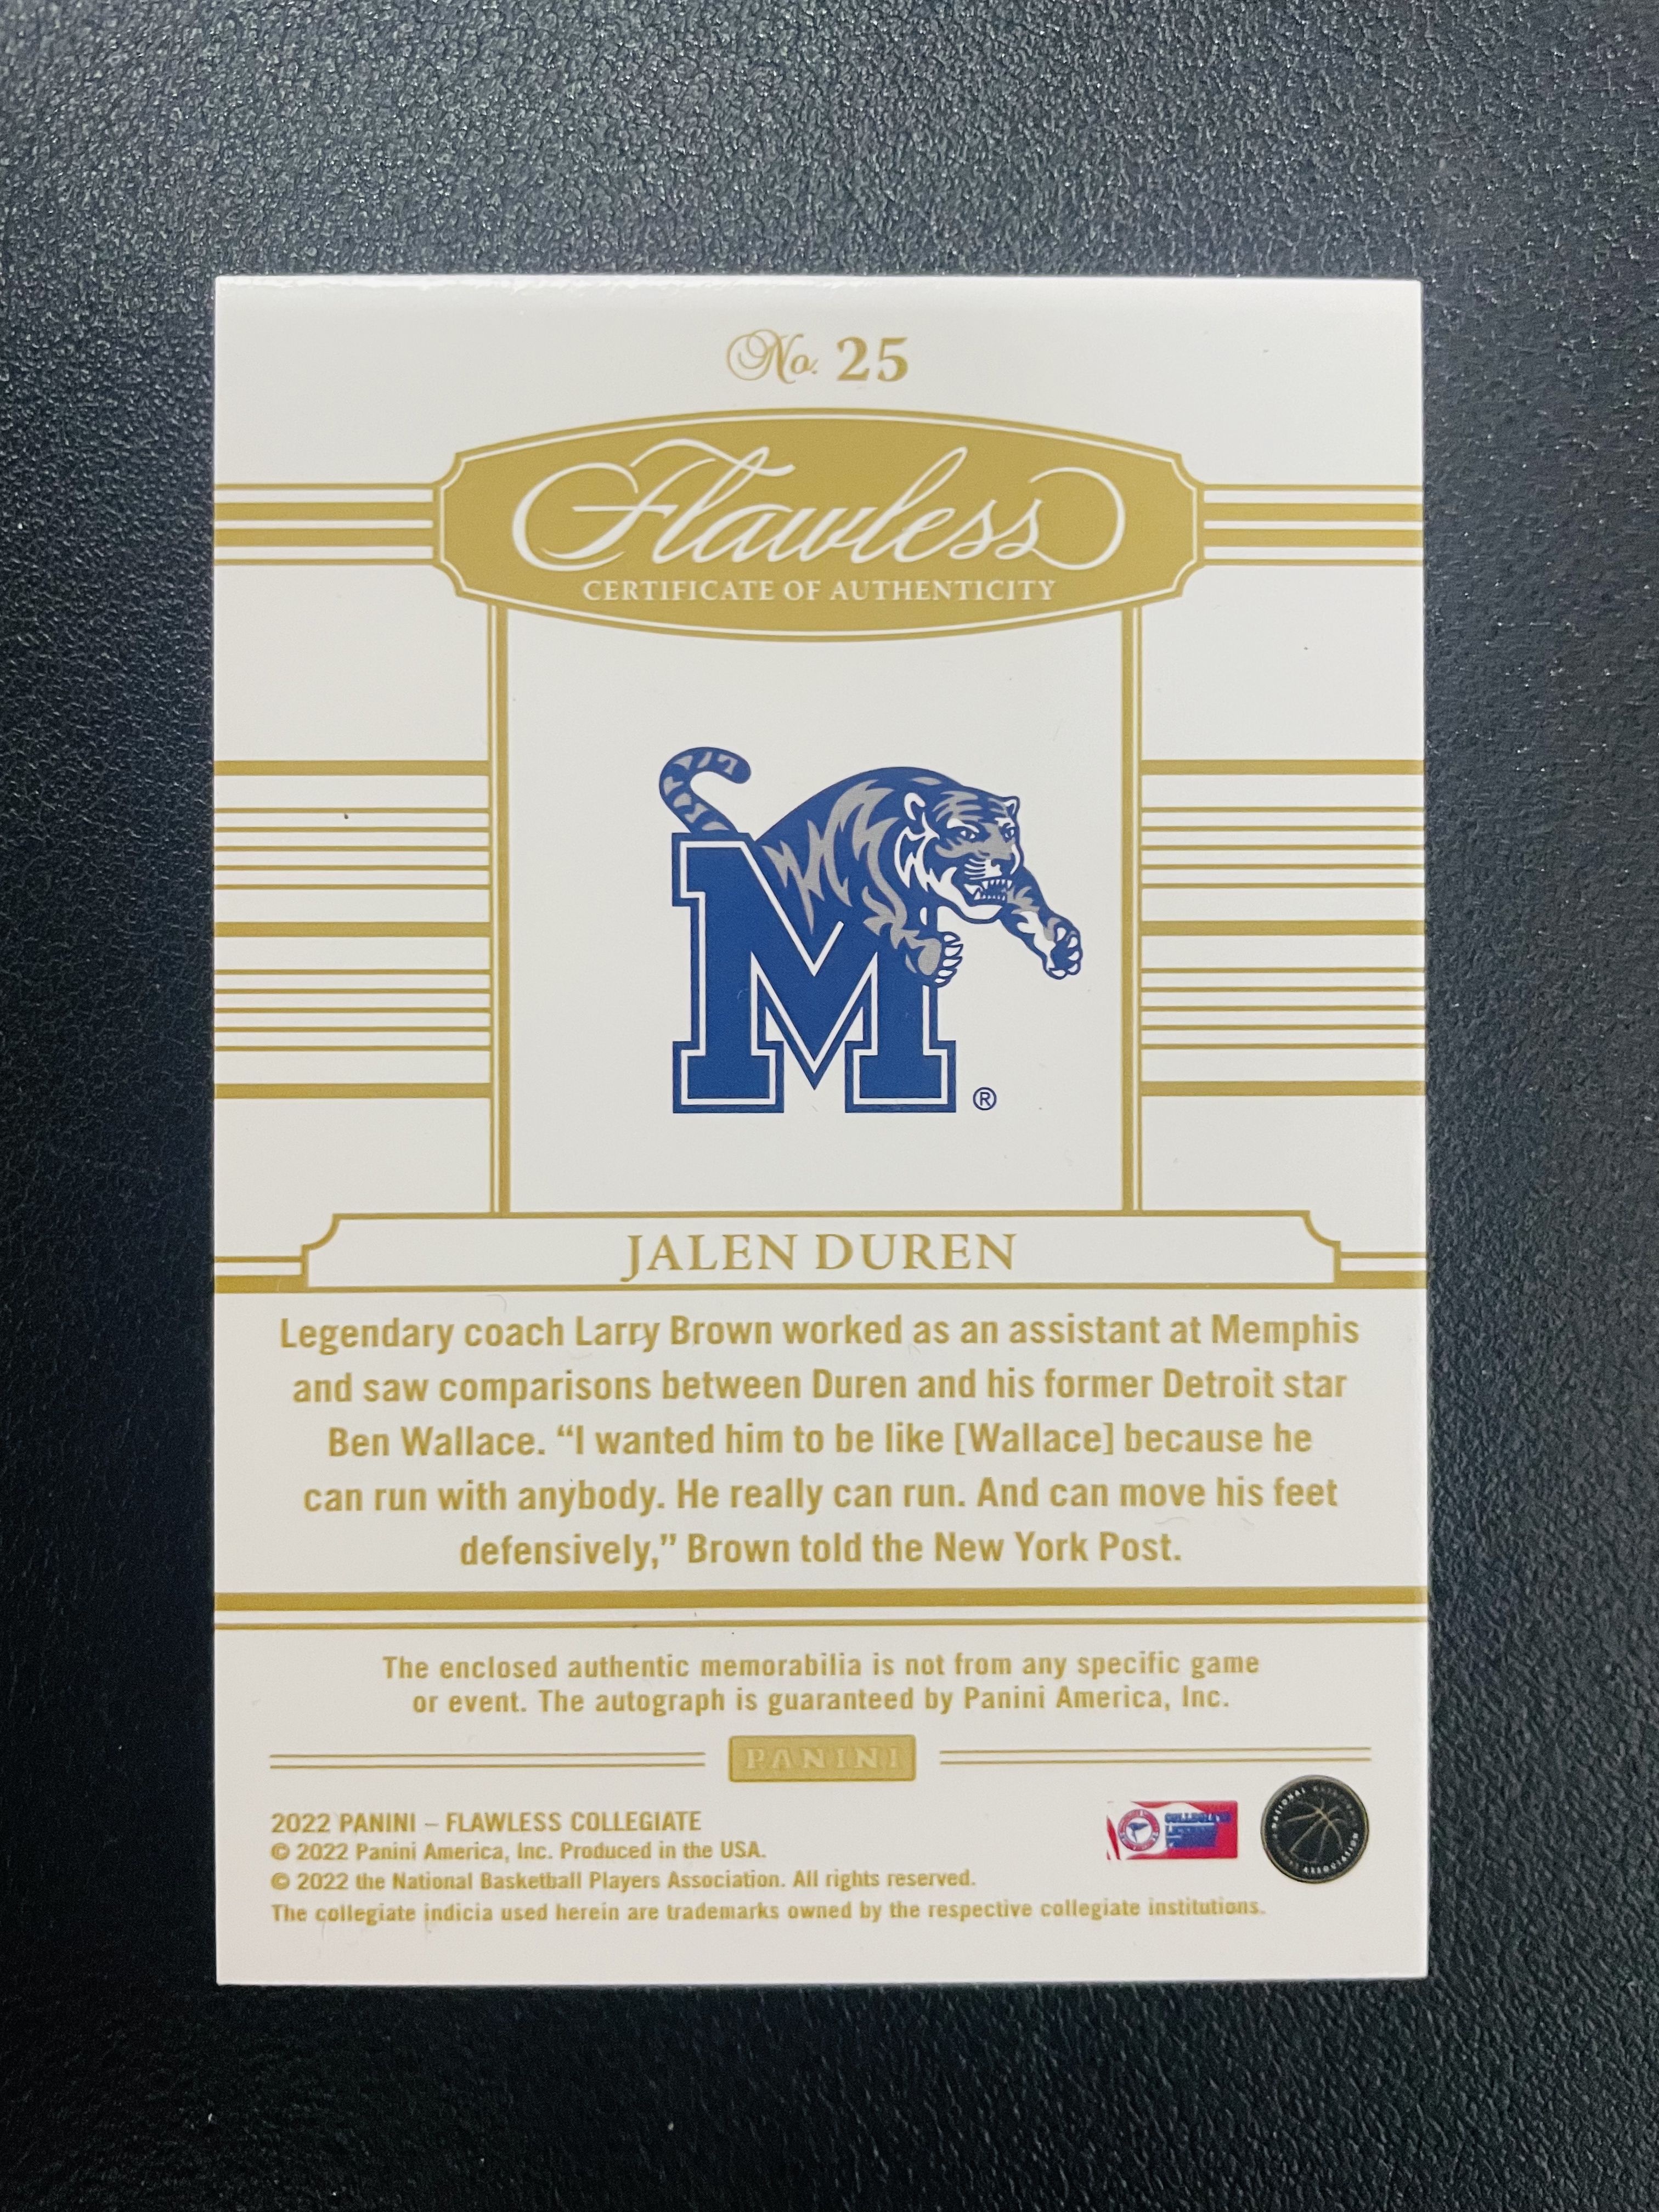 No. 25
Flawless
CERTIFICATE OF AUTHENTICITY
M
®
JALEN DUREN
Legendary coach Larry Brown worked as an assistant at Memphis
and saw comparisons between Duren and his former Detroit star
Ben Wallace. “I wanted him to be like [Wallace] because he
can run with anybody. He really can run. And can move his feet
defensively,” Brown told the New York Post.
The enclosed authentic memorabilia is not from any specific game
or event. The autograph is guaranteed by Panini America, Inc.
PANINI
2022 PANINI – FLAWLESS COLLEGIATE
© 2022 Panini America, Inc. Produced in the USA.
© 2022 the National Basketball Players Association. All rights reserved.
The collegiate indicia used herein are trademarks owned by the respective collegiate institutions.
COLLEGIATE
NATIONAL
ASSOCIATION